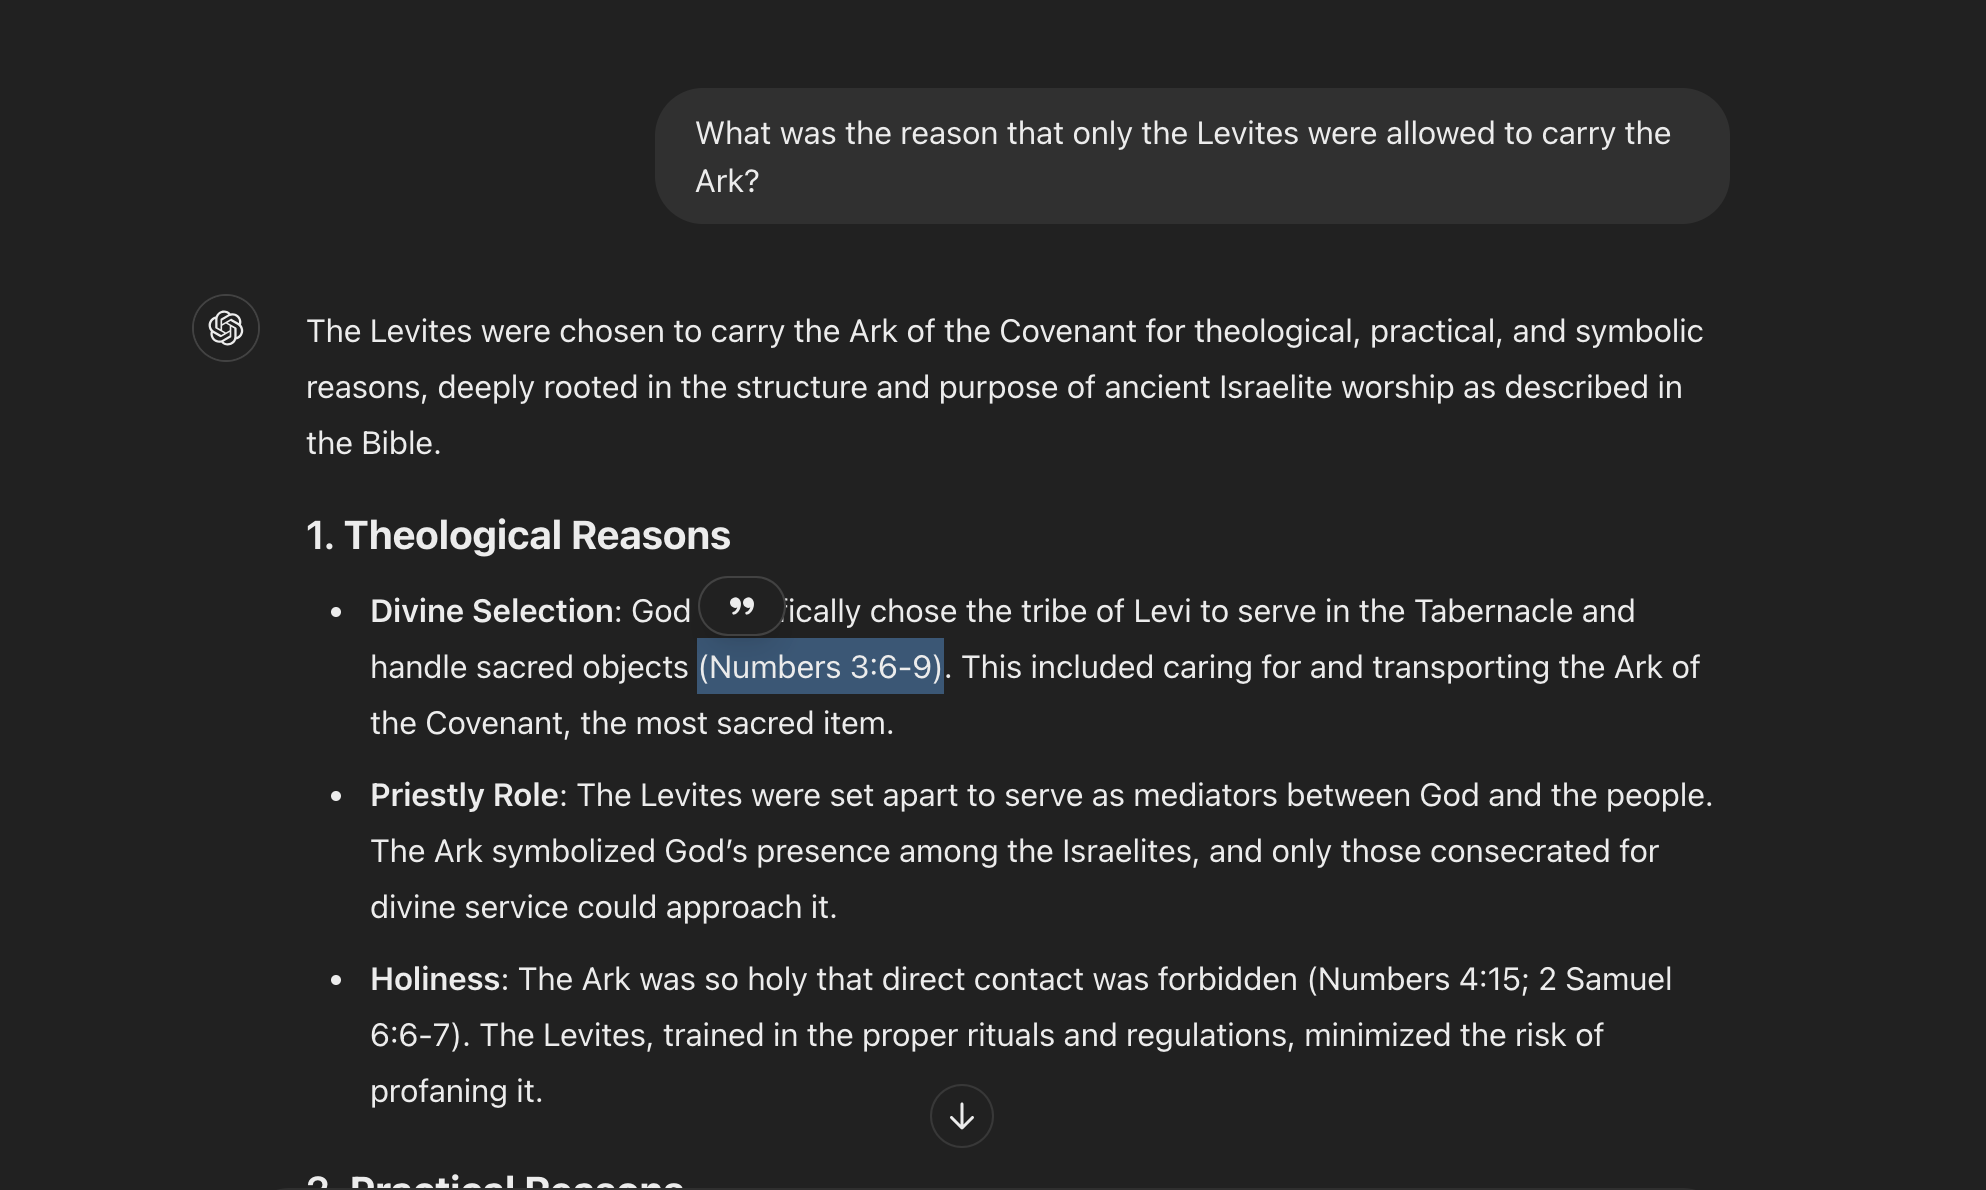 What was the reason that only the Levites were allowed to carry the
Ark?
The Levites were chosen to carry the Ark of the Covenant for theological, practical, and symbolic
reasons, deeply rooted in the structure and purpose of ancient Israelite worship as described in
the Bible.
1. Theological Reasons
• Divine Selection: God ically chose the tribe of Levi to serve in the Tabernacle and
handle sacred objects (Numbers 3:6-9). This included caring for and transporting the Ark of
the Covenant, the most sacred item.
• Priestly Role: The Levites were set apart to serve as mediators between God and the people.
The Ark symbolized God’s presence among the Israelites, and only those consecrated for
divine service could approach it.
• Holiness: The Ark was so holy that direct contact was forbidden (Numbers 4:15; 2 Samuel
6:6-7). The Levites, trained in the proper rituals and regulations, minimized the risk of
profaning it.
2. Practical Reasons